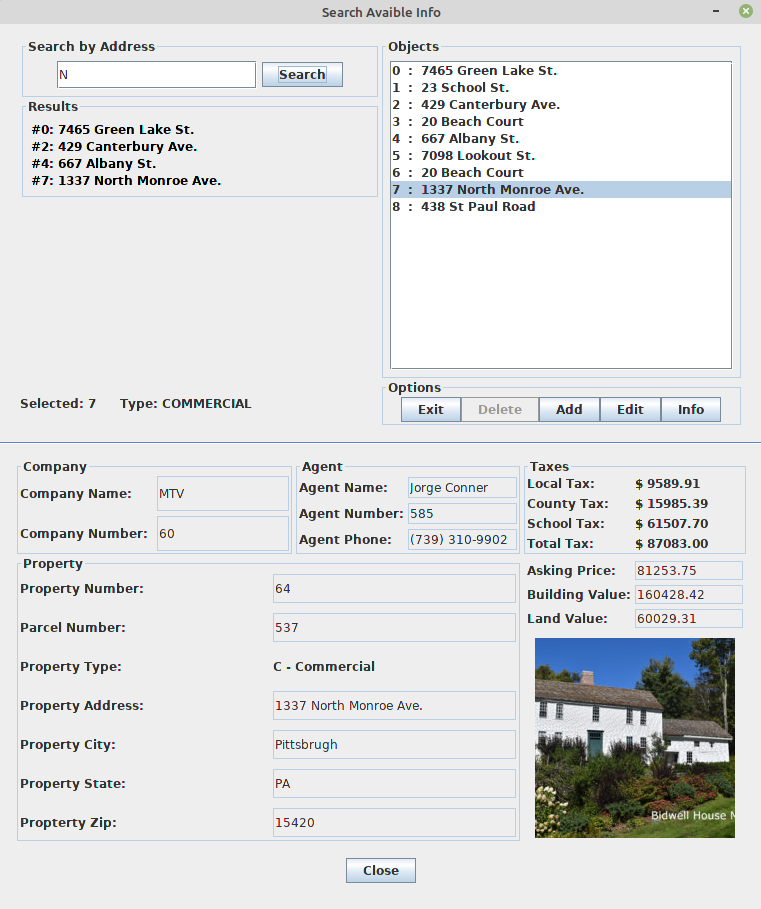 Search Avaible Info
Search by Address
N
Search
Results
#0: 7465 Green Lake St.
#2: 429 Canterbury Ave.
#4: 667 Albany St.
#7: 1337 North Monroe Ave.
Objects
0 : 7465 Green Lake St.
1 : 23 School St.
2 : 429 Canterbury Ave.
3 : 20 Beach Court
4 : 667 Albany St.
5 : 7098 Lookout St.
6 : 20 Beach Court
7 : 1337 North Monroe Ave.
8 : 438 St Paul Road
Selected: 7 Type: COMMERCIAL
Options
Exit Delete Add Edit Info
Company
Company Name: MTV
Company Number: 60
Agent
Agent Name: Jorge Conner
Agent Number: 585
Agent Phone: (739) 310-9902
Taxes
Local Tax: $ 9589.91
County Tax: $ 15985.39
School Tax: $ 61507.70
Total Tax: $ 87083.00
Property
Property Number: 64
Parcel Number: 537
Property Type: C - Commercial
Property Address: 1337 North Monroe Ave.
Property City: Pittsbrugh
Property State: PA
Propterty Zip: 15420
Asking Price: 81253.75
Building Value: 160428.42
Land Value: 60029.31
Bidwell House
Close